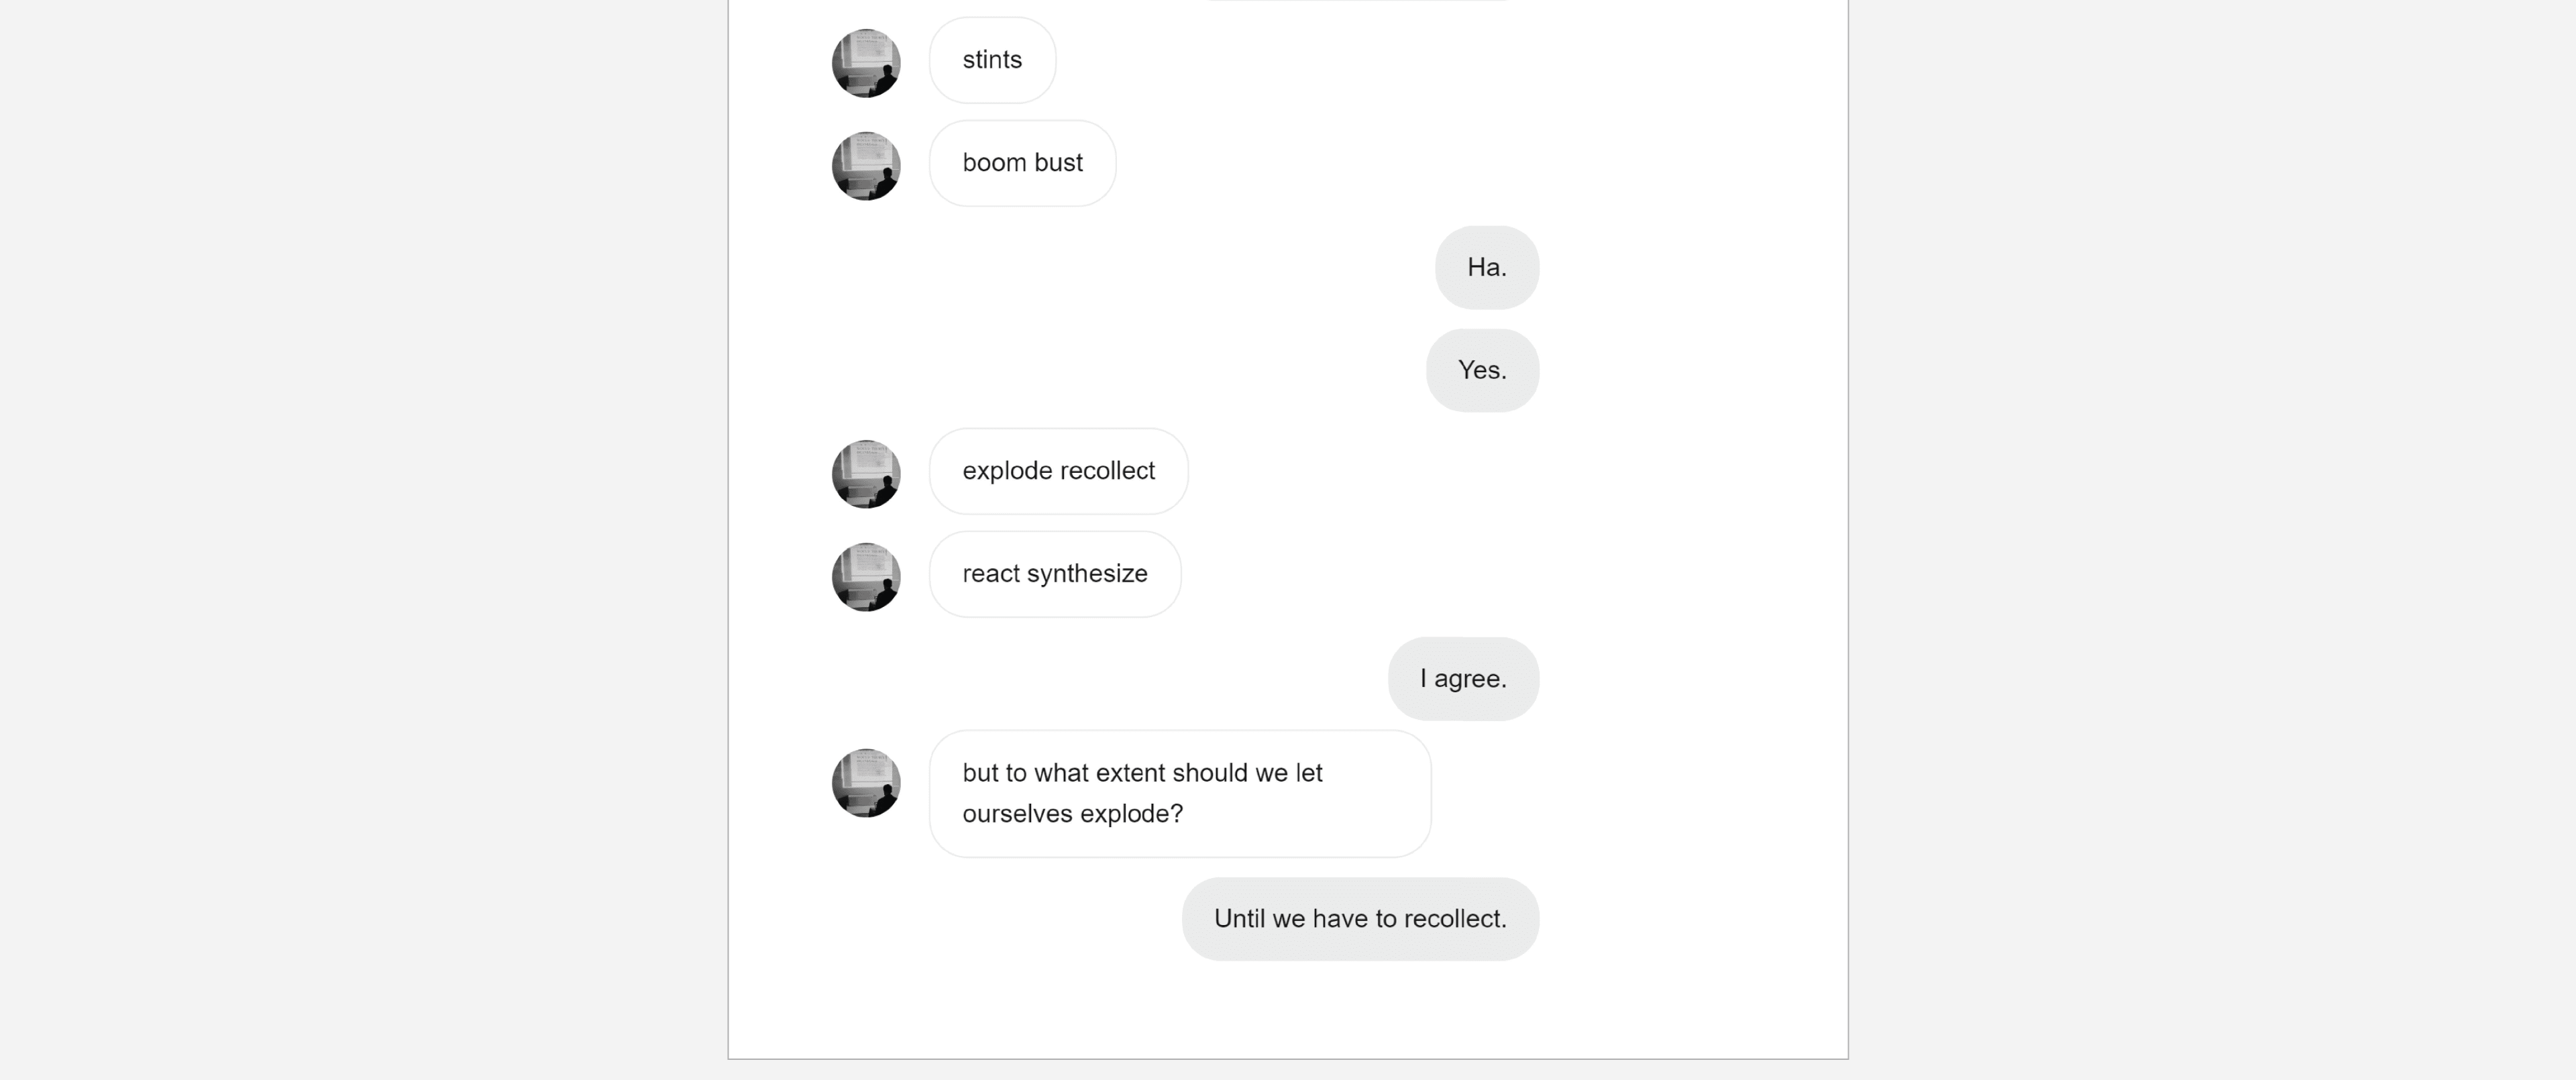 stints
boom bust
Ha.
Yes.
explode recollect
react synthesize
I agree.
but to what extent should we let
ourselves explode?
Until we have to recollect.